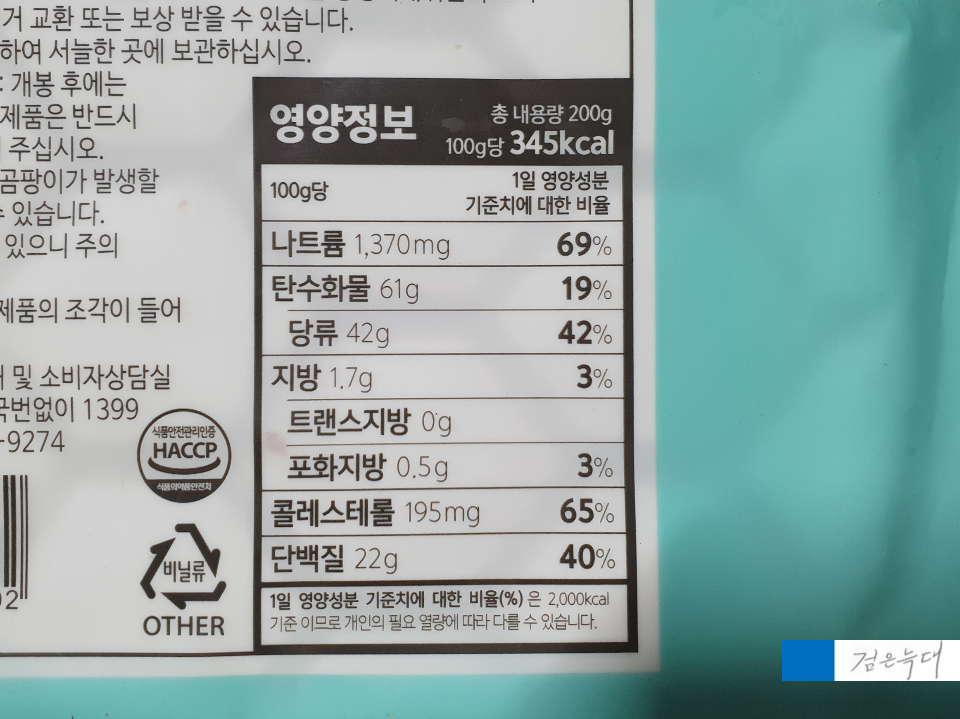 거 교환 또는 보상 받을 수 있습니다.
하여 서늘한 곳에 보관하십시오.
: 개봉 후에는
제품은 반드시
주십시오.
곰팡이가 발생할
있습니다.
있으니 주의
제품의 조각이 들어
및 소비자상담실
국번없이 1399
-9274
식품안전관리인증
HACCP
식품의약품안전처
비닐류
OTHER
영양정보
총 내용량 200g
100g당 345kcal
100g당
1일 영양성분
기준치에 대한 비율
나트륨 1,370mg 69%
탄수화물 61g 19%
당류 42g 42%
지방 1.7g 3%
트랜스지방 0g
포화지방 0.5g 3%
콜레스테롤 195mg 65%
단백질 22g 40%
1일 영양성분 기준치에 대한 비율(%) 은 2,000kcal
기준 이므로 개인의 필요 열량에 따라 다를 수 있습니다.
검은늑대